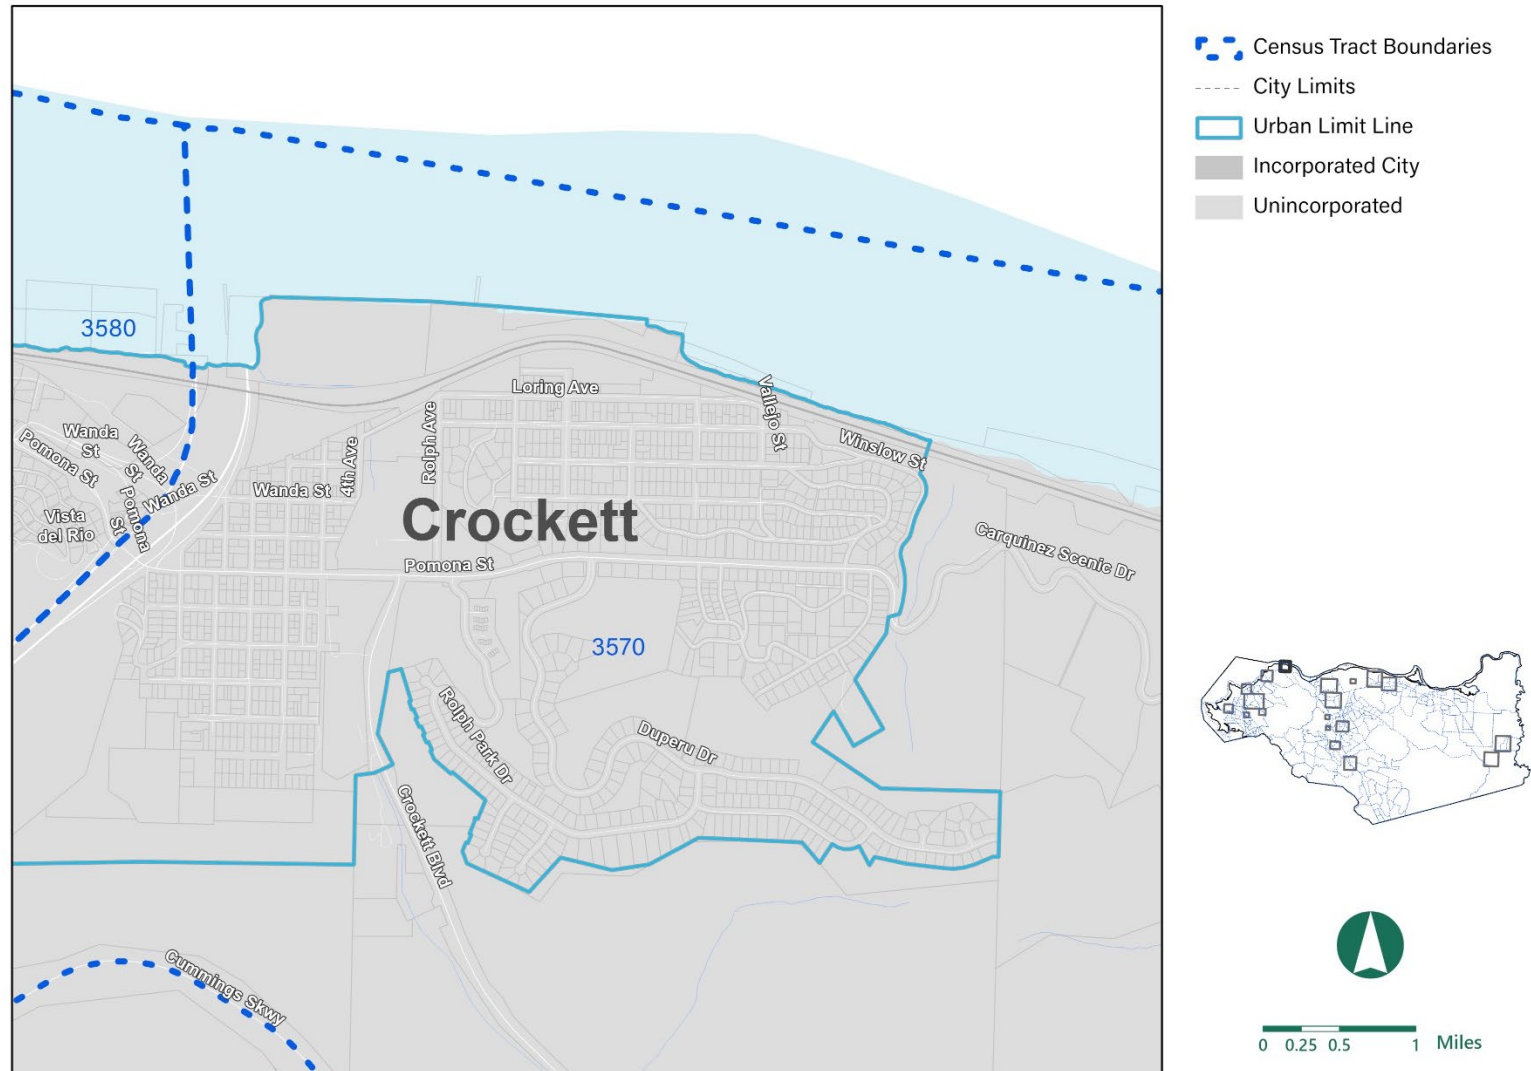 Census Tract Boundaries
City Limits
Urban Limit Line
Incorporated City
Unincorporated
3580
Loring Ave
Vallejo St
Rolph Ave
Winslow St
Wanda
St
Pomona St
Wanda
St
Wanda St
Wanda St
4th Ave
Pomona
St
Vista
del Rio
Crockett
Carquinez Scenic Dr
Pomona St
3570
Rolph Park Dr
Duperu Dr
Crockett Blvd
Cummings Skwy
0 0.25 0.5 1 Miles